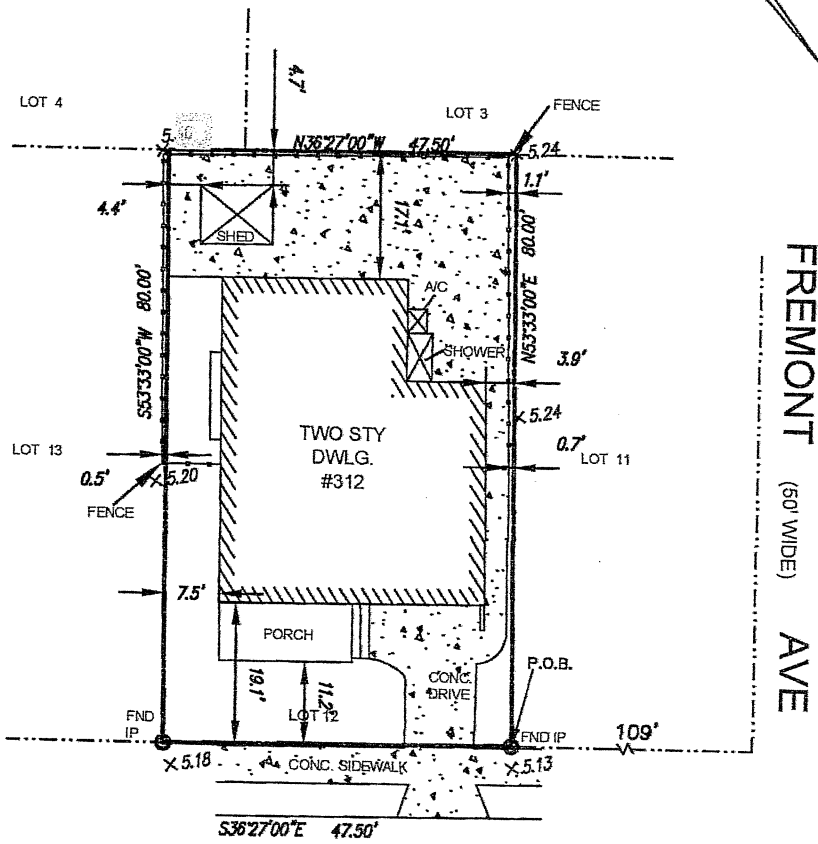 4.7'
LOT 4
LOT 3
FENCE
N36°27'00"W 47.50'
5.24
1.1'
4.4'
SHED
17.1'
S53°33'00"W 80.00'
N53°33'00"E 80.00'
A/C
SHOWER
3.9'
5.24
TWO STY
DWLG.
#312
0.7'
LOT 13
LOT 11
0.5'
5.20
FENCE
7.5'
PORCH
19.1'
11.2'
LOT 12
CONC.
DRIVE
P.O.B.
FND
IP
FND IP
109'
5.18
CONC. SIDEWALK
5.13
S36°27'00"E 47.50'
FREMONT (50' WIDE) AVE